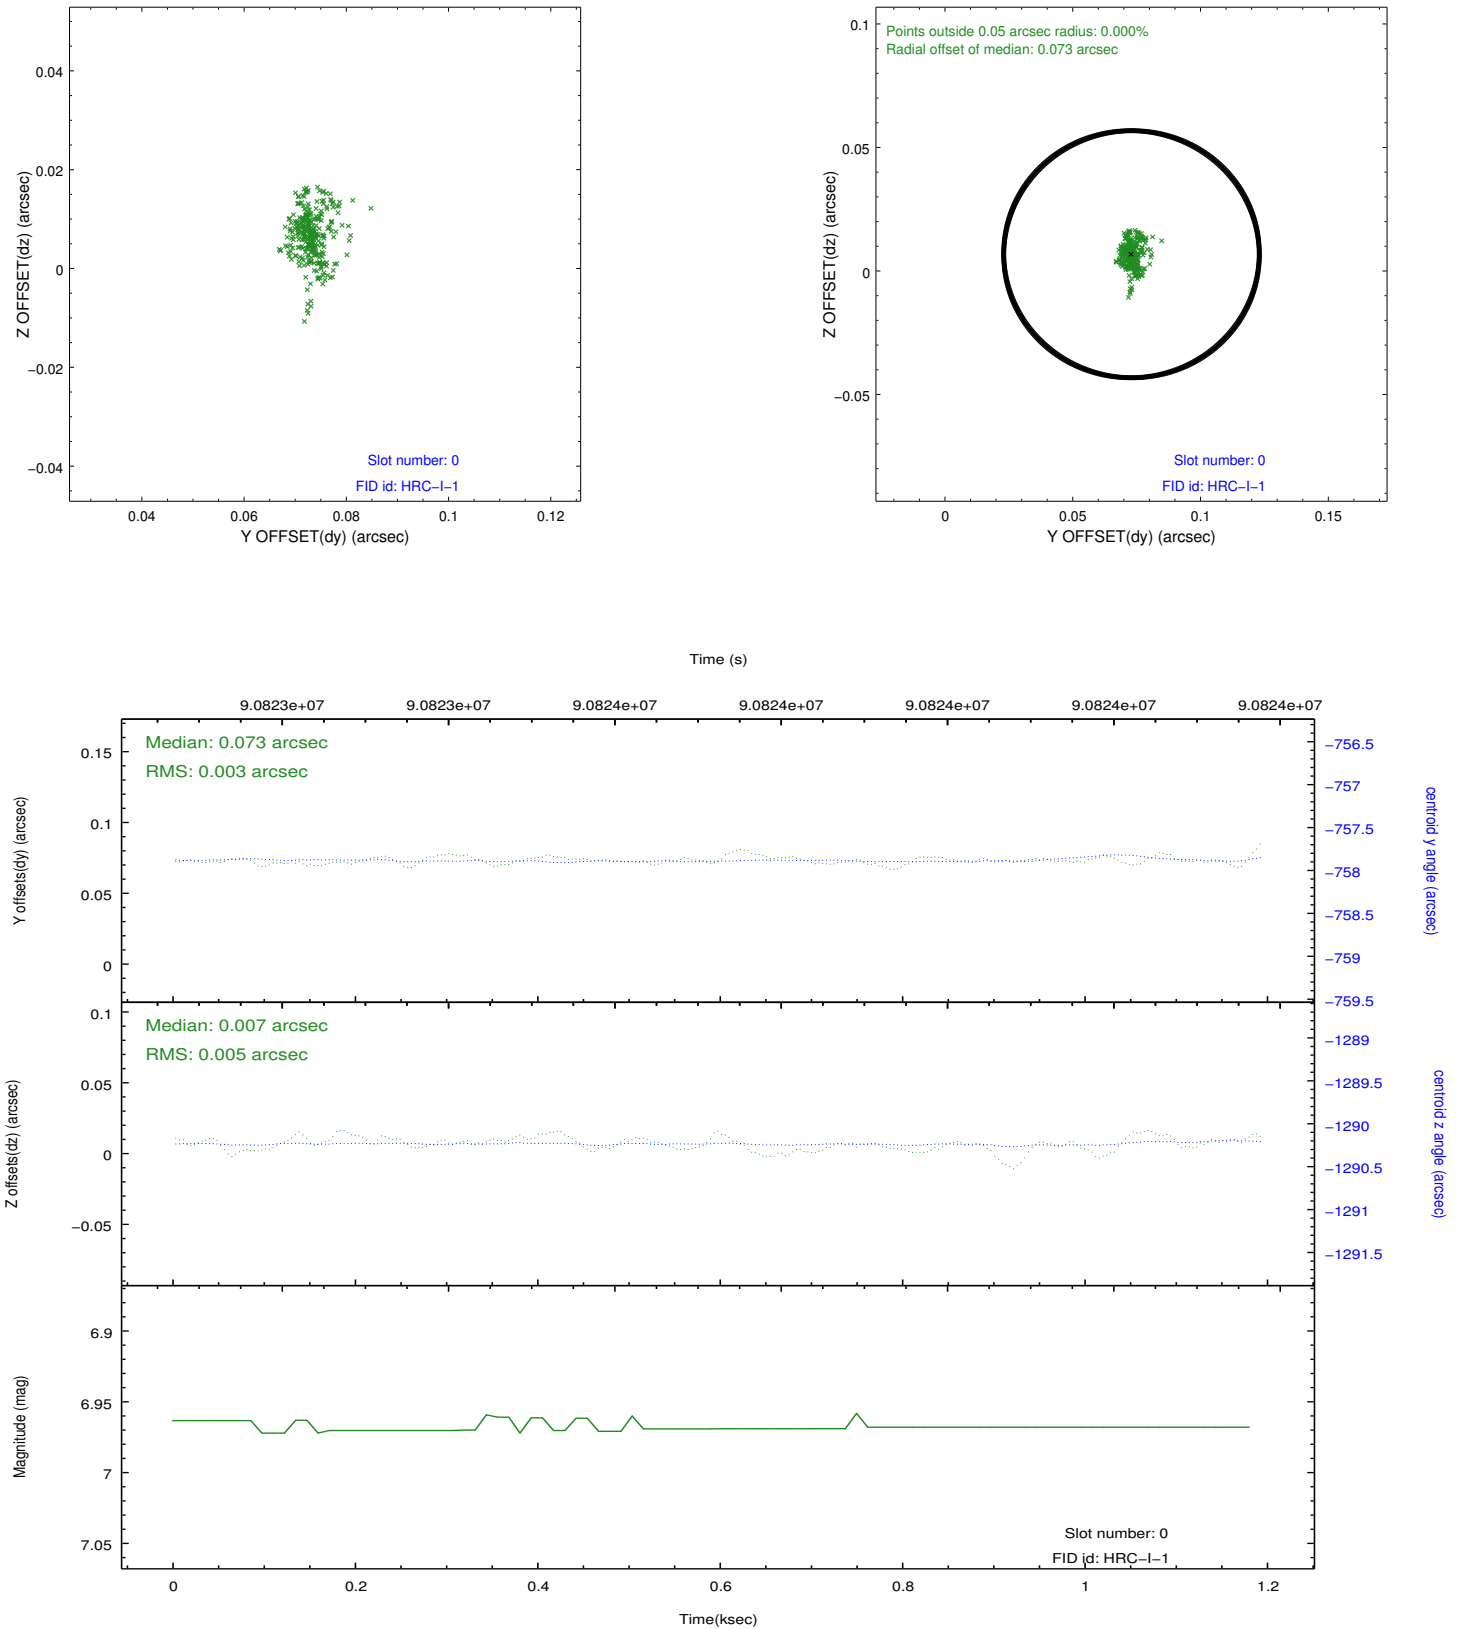 0.04
0.02
0
−0.02
−0.04
Z OFFSET(dz) (arcsec)
Slot number: 0
FID id: HRC−I−1
0.04
0.06
0.08
0.1
0.12
Y OFFSET(dy) (arcsec)
Points outside 0.05 arcsec radius: 0.000%
Radial offset of median: 0.073 arcsec
0.1
0.05
0
−0.05
Z OFFSET(dz) (arcsec)
Slot number: 0
FID id: HRC−I−1
0
0.05
0.1
0.15
Y OFFSET(dy) (arcsec)
Time (s)
9.0823e+07
9.0823e+07
9.0824e+07
9.0824e+07
9.0824e+07
9.0824e+07
9.0824e+07
Median: 0.073 arcsec
RMS: 0.003 arcsec
0.15
0.1
0.05
0
Y offsets(dy) (arcsec)
−756.5
−757
−757.5
−758
−758.5
−759
−759.5
centroid y angle (arcsec)
Median: 0.007 arcsec
RMS: 0.005 arcsec
0.1
0.05
0
−0.05
Z offsets(dz) (arcsec)
−1289
−1289.5
−1290
−1290.5
−1291
−1291.5
centroid z angle (arcsec)
6.9
6.95
7
7.05
Magnitude (mag)
Slot number: 0
FID id: HRC−I−1
0
0.2
0.4
0.6
0.8
1
1.2
Time(ksec)